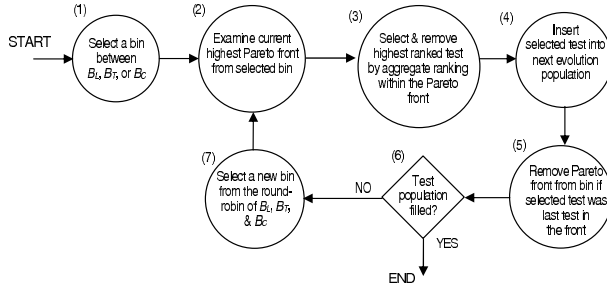 START
(1)
Select a bin
between
BL, BT, or BC
(2)
Examine current
highest Pareto front
from selected bin
(3)
Select & remove
highest ranked test
by aggregate ranking
within the Pareto
front
(4)
Insert
selected test into
next evolution
population
(5)
Remove Pareto
front from bin if
selected test was
last test in
the front
(6)
Test
population
filled?
NO
YES
END
(7)
Select a new bin
from the round-
robin of BL, BT,
& BC